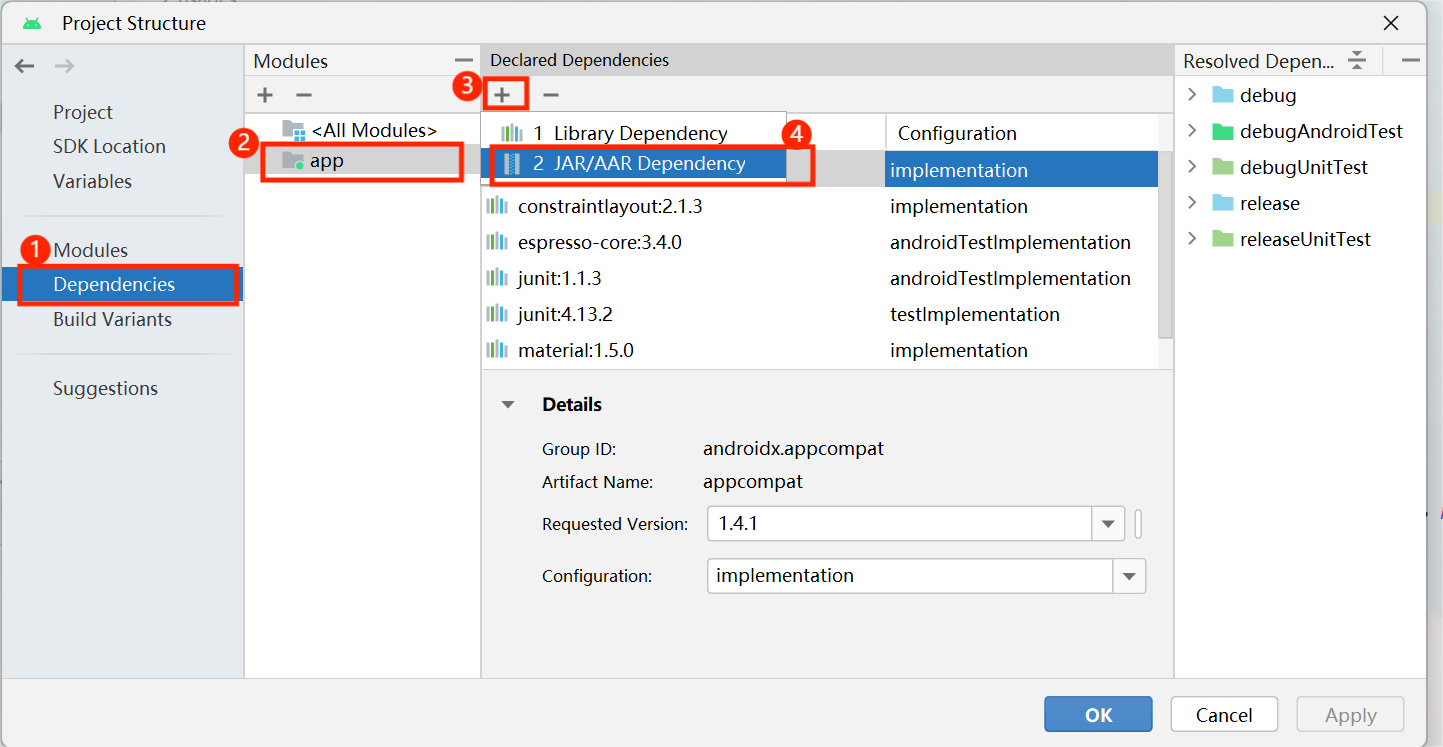 Project Structure
Modules
Declared Dependencies
Resolved Depen...
Project
SDK Location
Variables
Modules
Dependencies
Build Variants
Suggestions
<All Modules>
app
1
2
3
4
1 Library Dependency
2 JAR/AAR Dependency
Configuration
implementation
constraintlayout:2.1.3 implementation
espresso-core:3.4.0 androidTestImplementation
junit:1.1.3 androidTestImplementation
junit:4.13.2 testImplementation
material:1.5.0 implementation
Details
Group ID: androidx.appcompat
Artifact Name: appcompat
Requested Version: 1.4.1
Configuration: implementation
debug
debugAndroidTest
debugUnitTest
release
releaseUnitTest
OK
Cancel
Apply